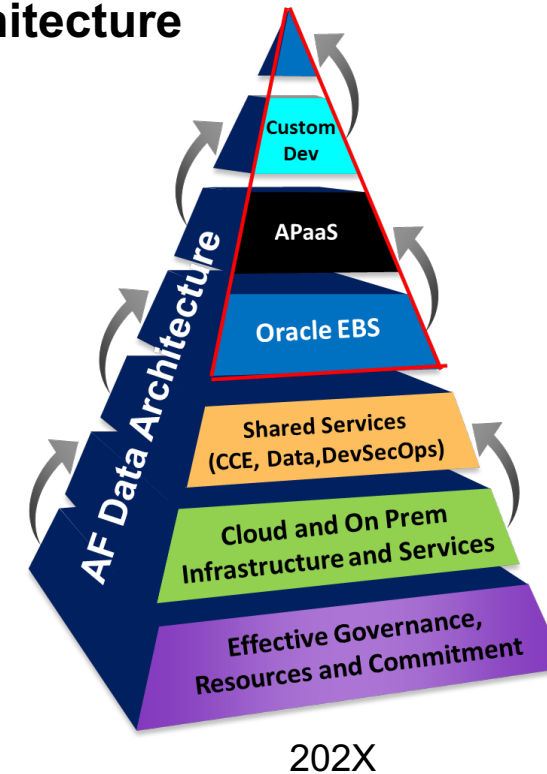 hitecture
Custom
Dev
APaaS
Oracle EBS
Shared Services
(CCE, Data,DevSecOps)
Cloud and On Prem
Infrastructure and Services
Effective Governance,
Resources and Commitment
AF Data Architecture
202X